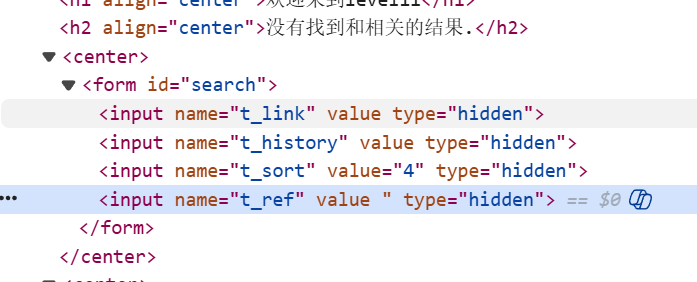 <h1 align="center">欢迎来到level11</h1>
<h2 align="center">没有找到和相关的结果.</h2>
<center>
<form id="search">
<input name="t_link" value type="hidden">
<input name="t_history" value type="hidden">
<input name="t_sort" value="4" type="hidden">
<input name="t_ref" value " type="hidden"> == $0
</form>
</center>
<center>